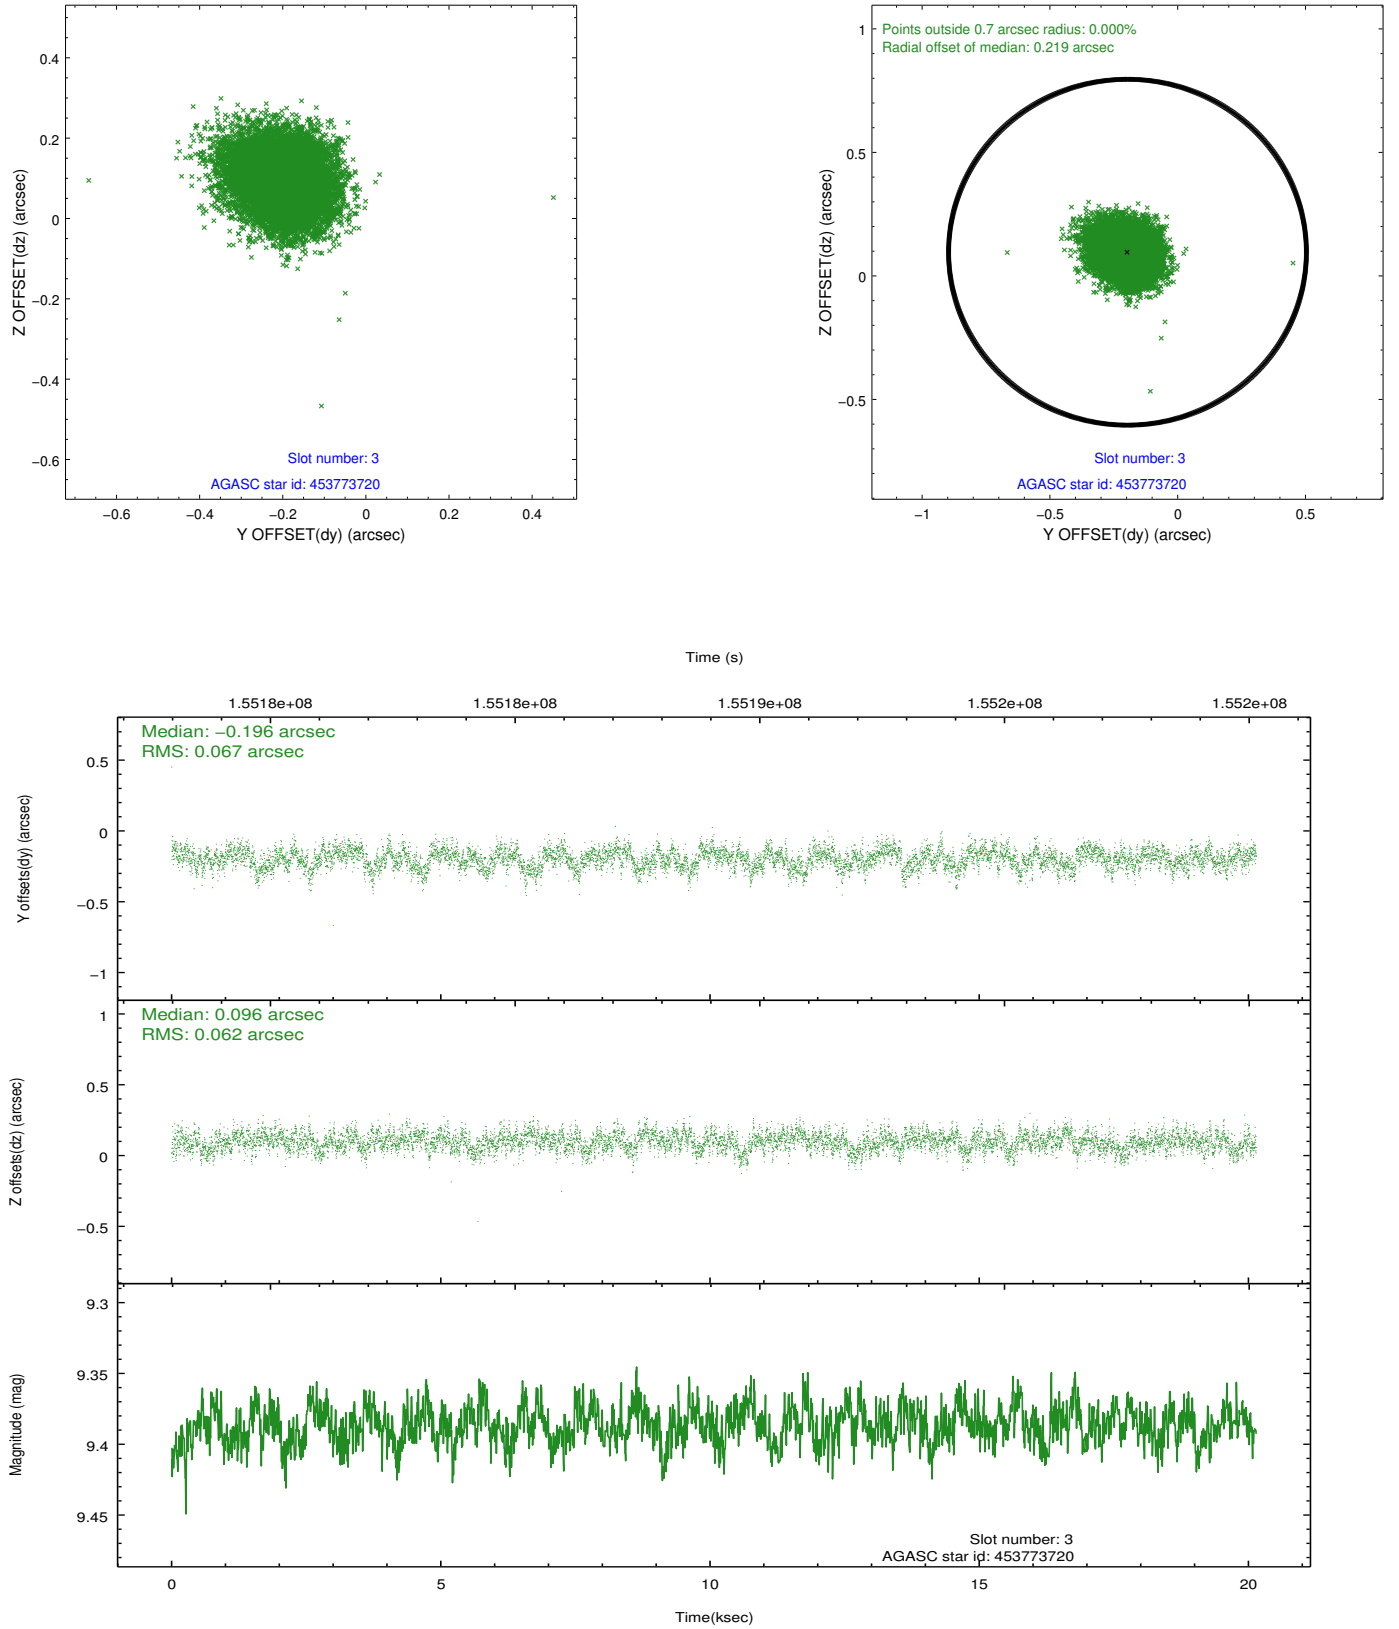 0.4
0.2
0
−0.2
−0.4
−0.6
Z OFFSET(dz) (arcsec)
Slot number: 3
AGASC star id: 453773720
−0.6
−0.4
−0.2
0
0.2
0.4
Y OFFSET(dy) (arcsec)
Points outside 0.7 arcsec radius: 0.000%
Radial offset of median: 0.219 arcsec
1
0.5
0
−0.5
Z OFFSET(dz) (arcsec)
Slot number: 3
AGASC star id: 453773720
−1
−0.5
0
0.5
Y OFFSET(dy) (arcsec)
Time (s)
1.5518e+08
1.5518e+08
1.5519e+08
1.552e+08
1.552e+08
Median: −0.196 arcsec
RMS: 0.067 arcsec
0.5
0
−0.5
−1
Y offsets(dy) (arcsec)
Median: 0.096 arcsec
RMS: 0.062 arcsec
1
0.5
0
−0.5
Z offsets(dz) (arcsec)
9.3
9.35
9.4
9.45
Magnitude (mag)
Slot number: 3
AGASC star id: 453773720
0
5
10
15
20
Time(ksec)